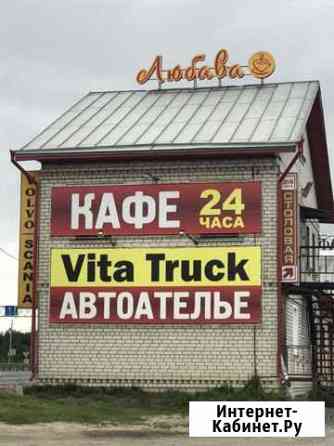 Любава
КАФЕ 24 ЧАСА
Vita Truck
АВТОАТЕЛЬЕ
VOLVO SCANIA
СТОЛОВАЯ
Интернет-
Кабинет.Ру